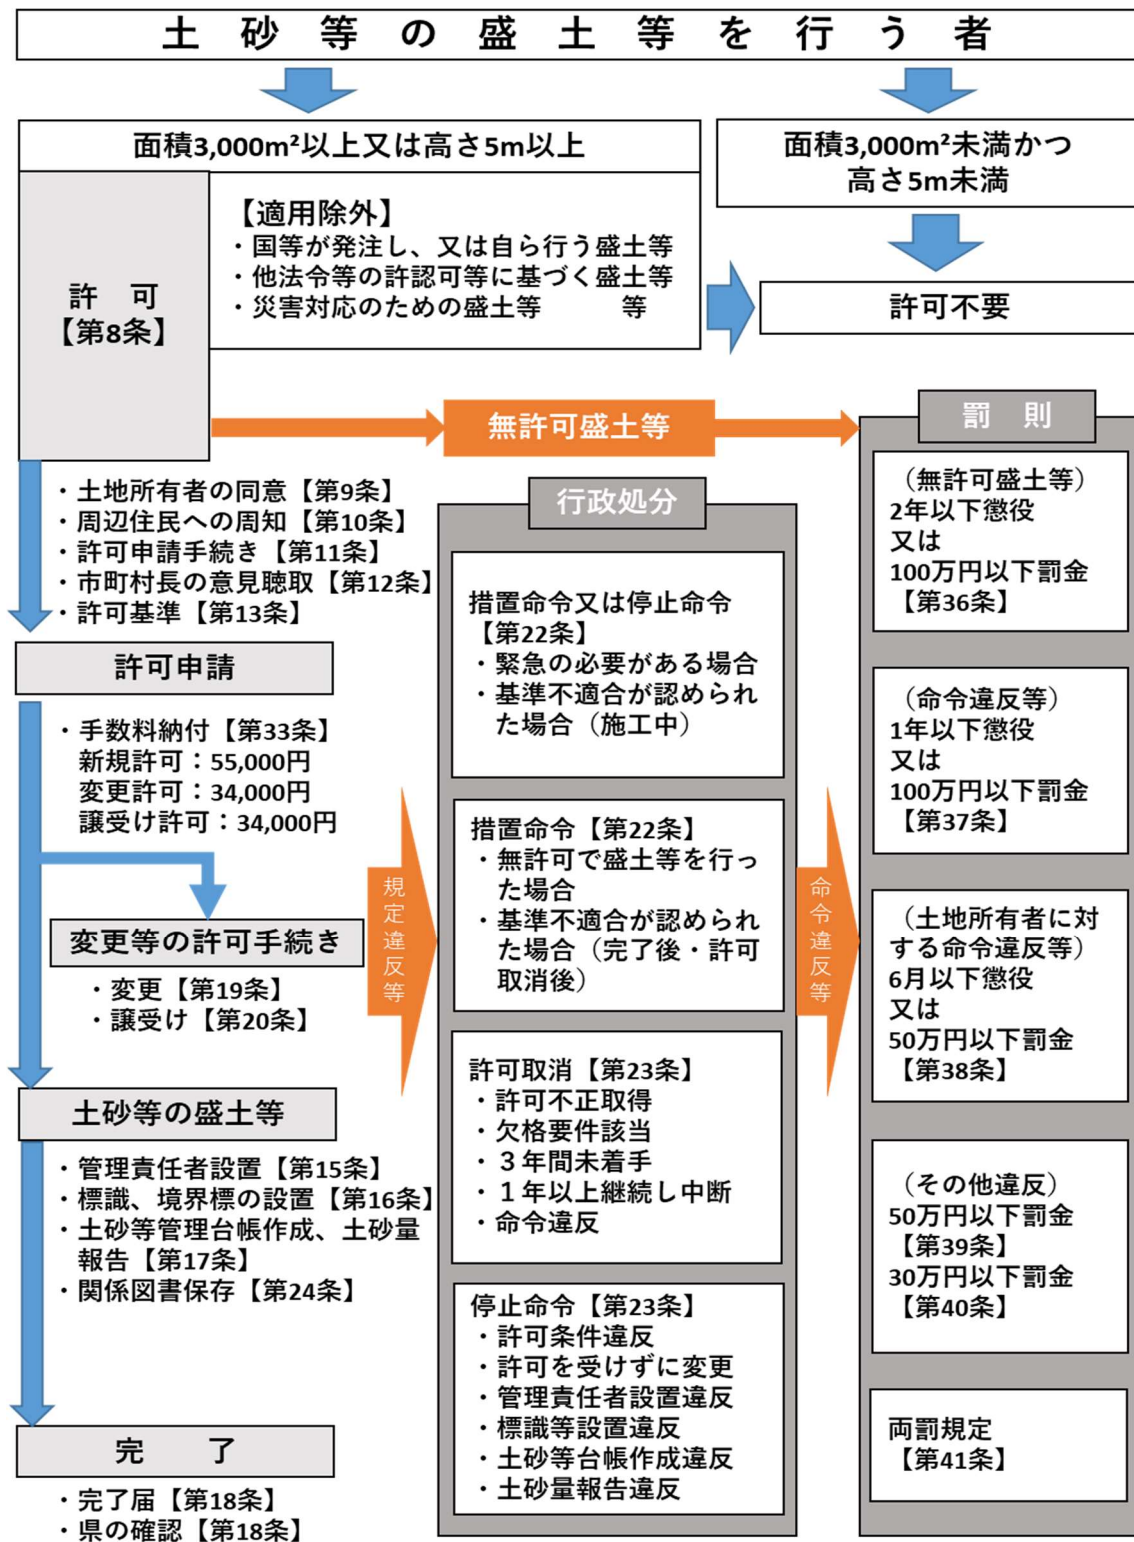 土砂等の盛土等を行う者
面積3,000m²以上又は高さ5m以上
面積3,000m²未満かつ
高さ5m未満
許　可
【第8条】
【適用除外】
・国等が発注し、又は自ら行う盛土等
・他法令等の許認可等に基づく盛土等
・災害対応のための盛土等　　　等
許可不要
無許可盛土等
・土地所有者の同意【第9条】
・周辺住民への周知【第10条】
・許可申請手続き【第11条】
・市町村長の意見聴取【第12条】
・許可基準【第13条】
許可申請
・手数料納付【第33条】
新規許可：55,000円
変更許可：34,000円
譲受け許可：34,000円
変更等の許可手続き
・変更【第19条】
・譲受け【第20条】
土砂等の盛土等
・管理責任者設置【第15条】
・標識、境界標の設置【第16条】
・土砂等管理台帳作成、土砂量
報告【第17条】
・関係図書保存【第24条】
完　　了
・完了届【第18条】
・県の確認【第18条】
規定違反等
行政処分
措置命令又は停止命令
【第22条】
・緊急の必要がある場合
・基準不適合が認められ
た場合（施工中）
措置命令【第22条】
・無許可で盛土等を行っ
た場合
・基準不適合が認められ
た場合（完了後・許可
取消後）
許可取消【第23条】
・許可不正取得
・欠格要件該当
・３年間未着手
・１年以上継続し中断
・命令違反
停止命令【第23条】
・許可条件違反
・許可を受けずに変更
・管理責任者設置違反
・標識等設置違反
・土砂等台帳作成違反
・土砂量報告違反
命令違反等
罰　則
（無許可盛土等）
2年以下懲役
又は
100万円以下罰金
【第36条】
（命令違反等）
1年以下懲役
又は
100万円以下罰金
【第37条】
（土地所有者に対
する命令違反等）
6月以下懲役
又は
50万円以下罰金
【第38条】
（その他違反）
50万円以下罰金
【第39条】
30万円以下罰金
【第40条】
両罰規定
【第41条】